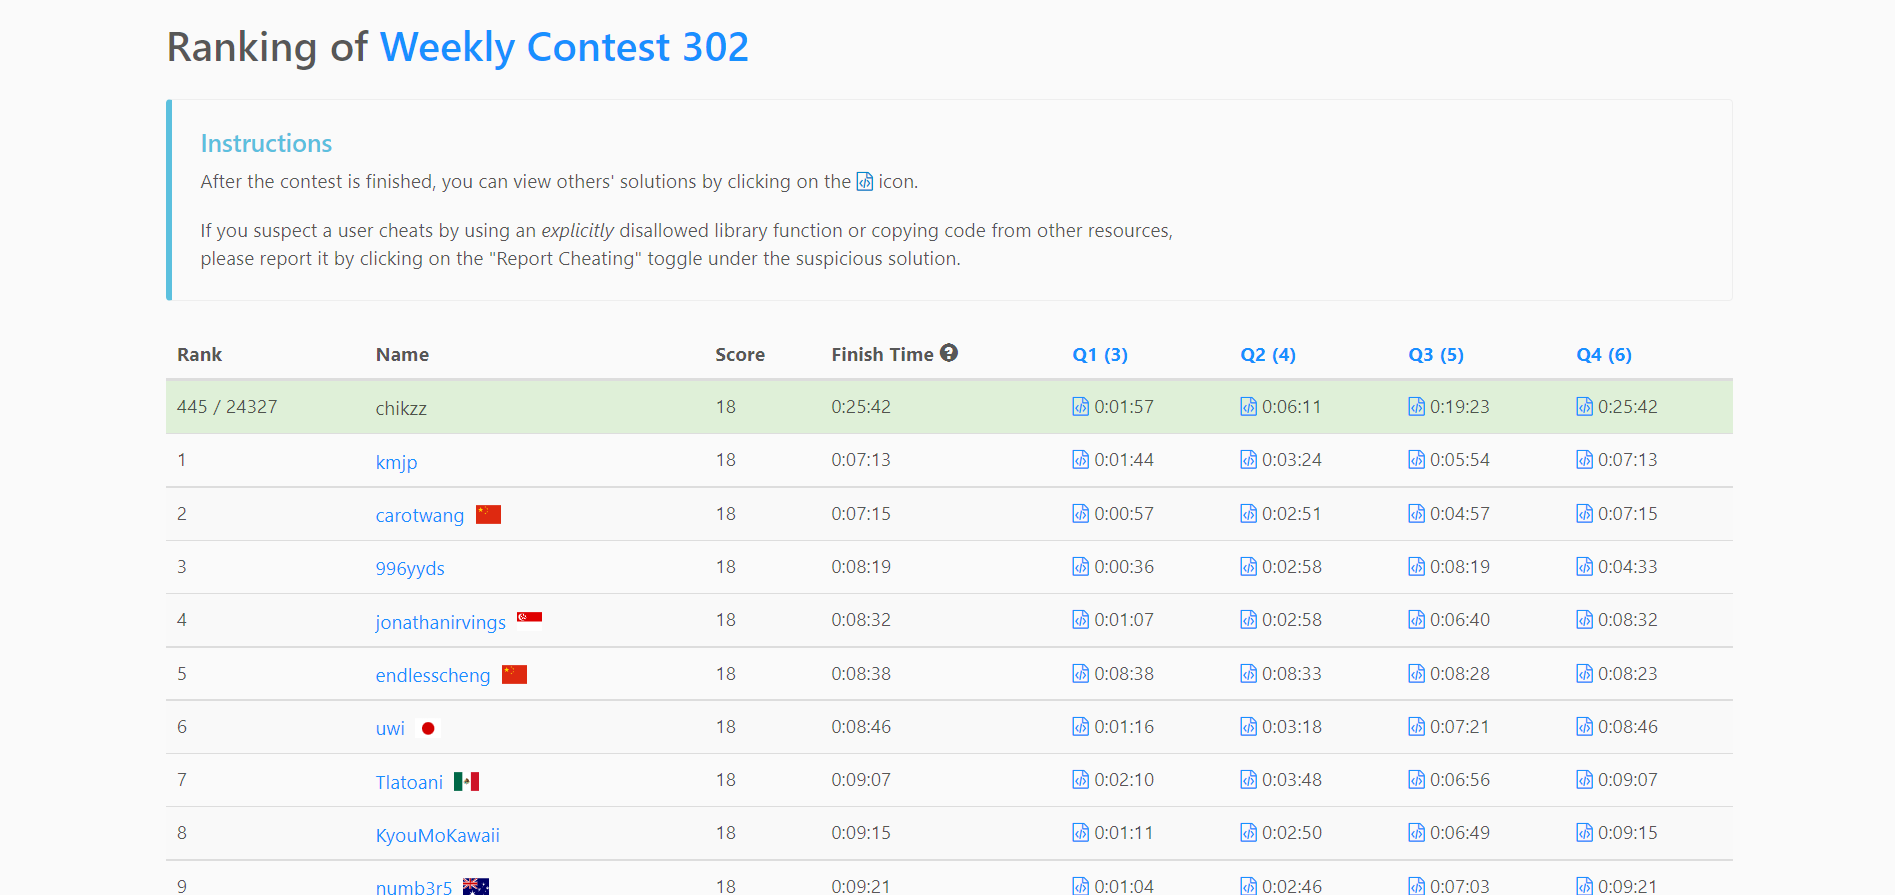 Ranking of Weekly Contest 302
Instructions
After the contest is finished, you can view others' solutions by clicking on the icon.
If you suspect a user cheats by using an explicitly disallowed library function or copying code from other resources,
please report it by clicking on the "Report Cheating" toggle under the suspicious solution.
Rank Name Score Finish Time Q1 (3) Q2 (4) Q3 (5) Q4 (6)
445 / 24327 chikzz 18 0:25:42 0:01:57 0:06:11 0:19:23 0:25:42
1 kmjp 18 0:07:13 0:01:44 0:03:24 0:05:54 0:07:13
2 carotwang 18 0:07:15 0:00:57 0:02:51 0:04:57 0:07:15
3 996yyds 18 0:08:19 0:00:36 0:02:58 0:08:19 0:04:33
4 jonathanirvings 18 0:08:32 0:01:07 0:02:58 0:06:40 0:08:32
5 endlesscheng 18 0:08:38 0:08:38 0:08:33 0:08:28 0:08:23
6 uwi 18 0:08:46 0:01:16 0:03:18 0:07:21 0:08:46
7 Tlatoani 18 0:09:07 0:02:10 0:03:48 0:06:56 0:09:07
8 KyouMoKawaii 18 0:09:15 0:01:11 0:02:50 0:06:49 0:09:15
9 numb3r5 18 0:09:21 0:01:04 0:02:46 0:07:03 0:09:21